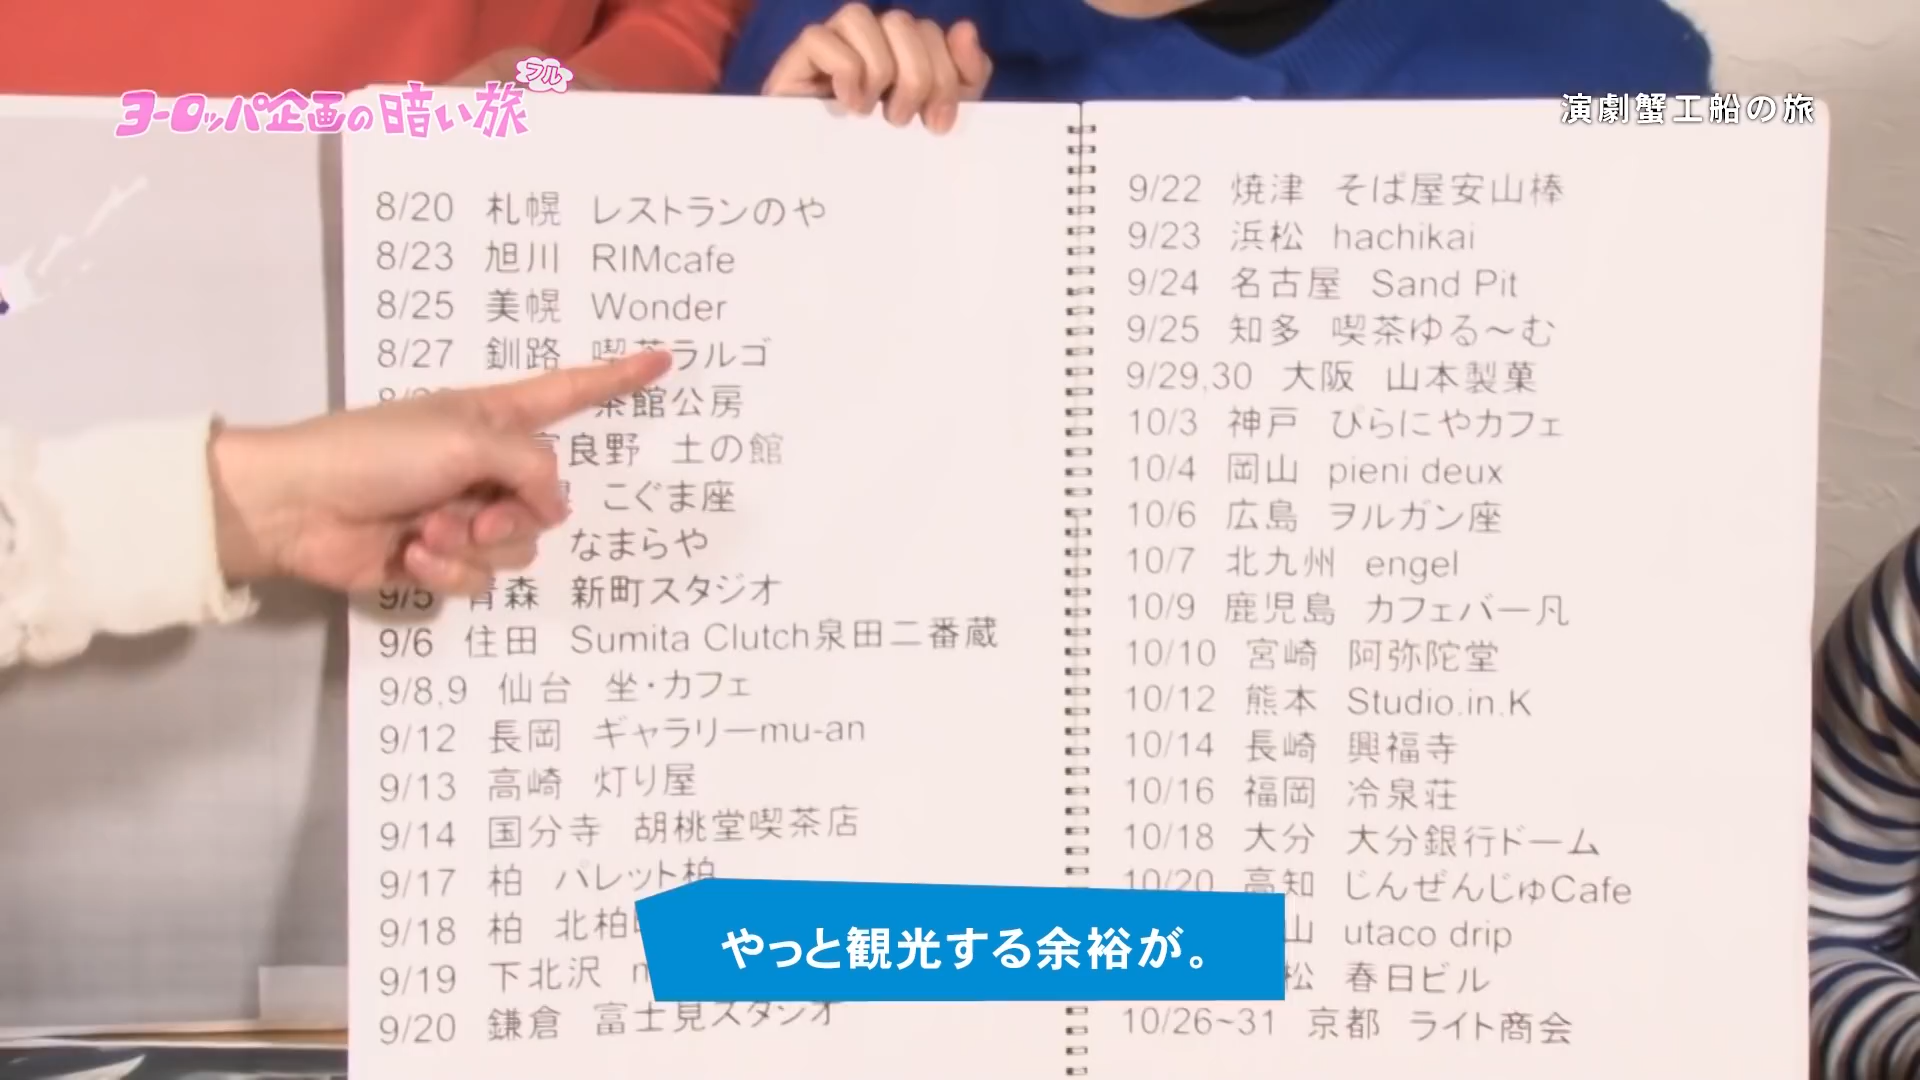 ヨーロッパ企画の暗い旅フル
演劇蟹工船の旅
8/20 札幌 レストランのや
8/23 旭川 RIMcafe
8/25 美幌 Wonder
8/27 釧路 喫茶ラルゴ
茶館公房
富良野 土の館
こぐま座
なまらや
9/5 青森 新町スタジオ
9/6 住田 Sumita Clutch泉田二番蔵
9/8,9 仙台 坐・カフェ
9/12 長岡 ギャラリーmu-an
9/13 高崎 灯り屋
9/14 国分寺 胡桃堂喫茶店
9/17 柏 パレット柏
9/18 柏 北柏
9/19 下北沢
9/20 鎌倉 富士見スタジオ
9/22 焼津 そば屋安山棒
9/23 浜松 hachikai
9/24 名古屋 Sand Pit
9/25 知多 喫茶ゆる～む
9/29,30 大阪 山本製菓
10/3 神戸 ぴらにやカフェ
10/4 岡山 pieni deux
10/6 広島 ヲルガン座
10/7 北九州 engel
10/9 鹿児島 カフェバー凡
10/10 宮崎 阿弥陀堂
10/12 熊本 Studio.in.K
10/14 長崎 興福寺
10/16 福岡 冷泉荘
10/18 大分 大分銀行ドーム
10/20 高知 じんぜんじゅCafe
山 utaco drip
松 春日ビル
10/26~31 京都 ライト商会
やっと観光する余裕が。